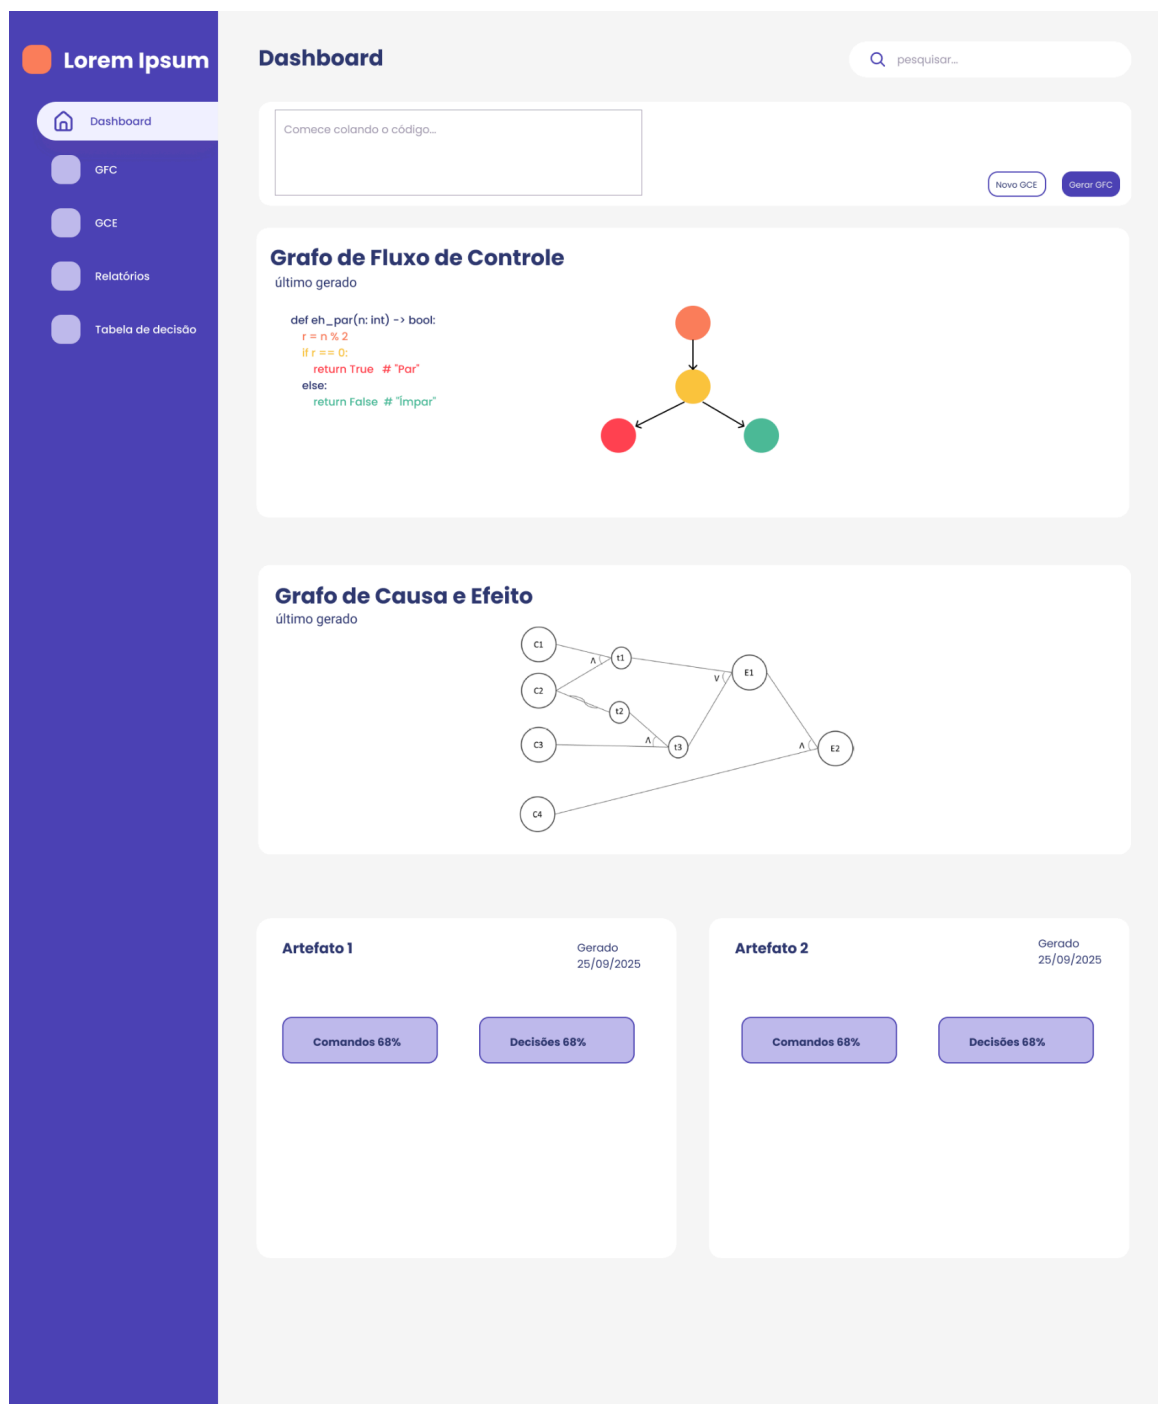 Lorem Ipsum
Dashboard
GFC
GCE
Relatórios
Tabela de decisão
Dashboard
pesquisar...
Comece colando o código...
Novo GCE
Gerar GFC
Grafo de Fluxo de Controle
último gerado
def eh_par(n: int) -> bool:
r = n % 2
if r == 0:
return True # "Par"
else:
return False # "Ímpar"
Grafo de Causa e Efeito
último gerado
C1
Λ
t1
C2
V
E1
t2
C3
Λ
t3
Λ
E2
C4
Artefato 1
Gerado
25/09/2025
Comandos 68%
Decisões 68%
Artefato 2
Gerado
25/09/2025
Comandos 68%
Decisões 68%